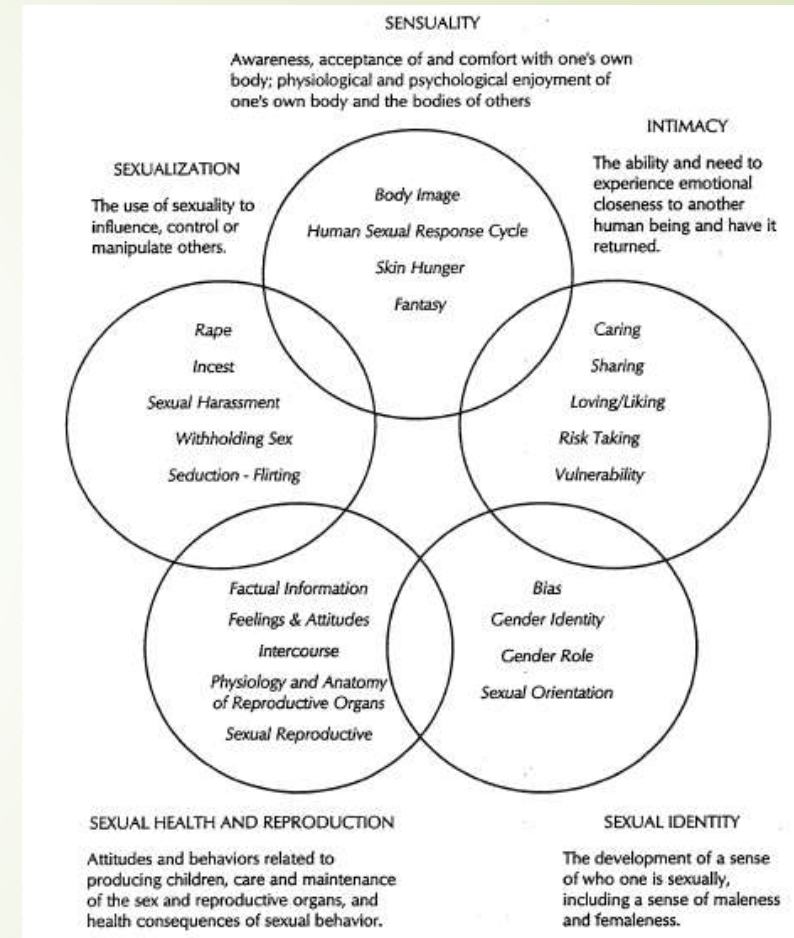 SENSUALITY
Awareness, acceptance of and comfort with one's own
body; physiological and psychological enjoyment of
one's own body and the bodies of others
INTIMACY
The ability and need to
experience emotional
closeness to another
human being and have it
returned.
SEXUALIZATION
The use of sexuality to
influence, control or
manipulate others.
Body Image
Human Sexual Response Cycle
Skin Hunger
Fantasy
Rape
Incest
Sexual Harassment
Withholding Sex
Seduction - Flirting
Caring
Sharing
Loving/Liking
Risk Taking
Vulnerability
Factual Information
Feelings & Attitudes
Intercourse
Physiology and Anatomy
of Reproductive Organs
Sexual Reproductive
Bias
Gender Identity
Gender Role
Sexual Orientation
SEXUAL HEALTH AND REPRODUCTION
Attitudes and behaviors related to
producing children, care and maintenance
of the sex and reproductive organs, and
health consequences of sexual behavior.
SEXUAL IDENTITY
The development of a sense
of who one is sexually,
including a sense of maleness
and femaleness.